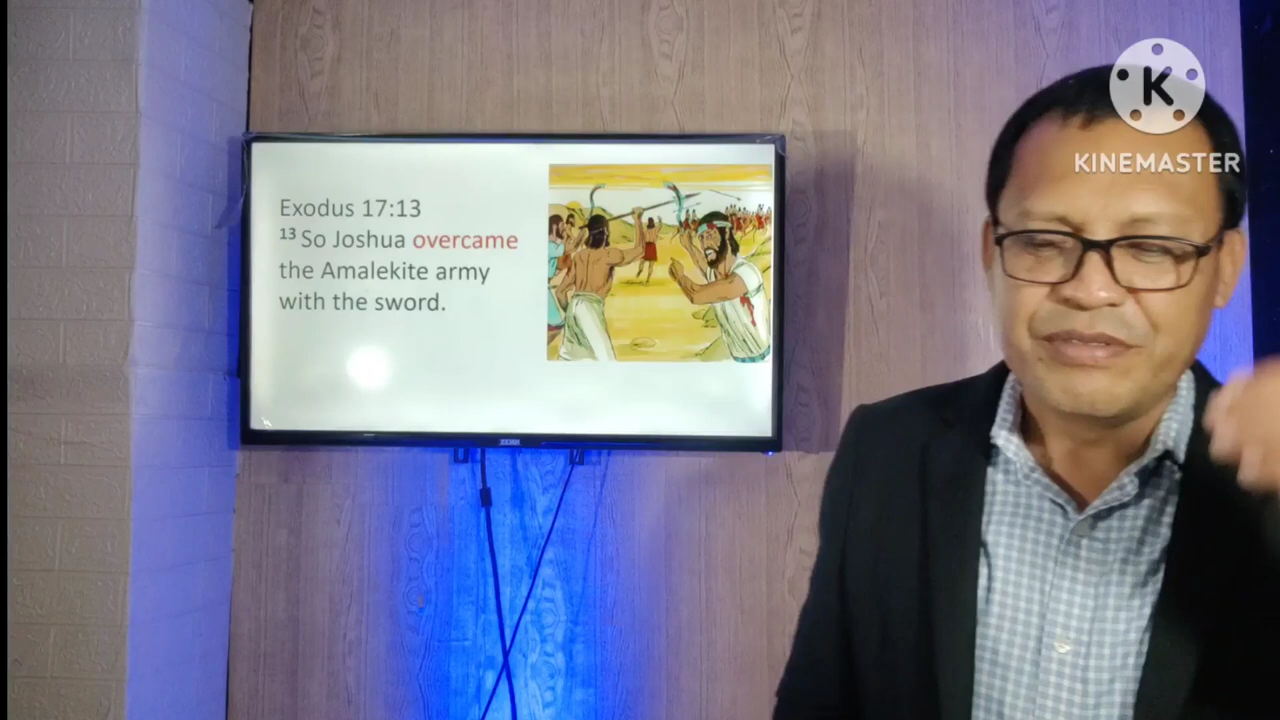 Exodus 17:13
13 So Joshua overcame
the Amalekite army
with the sword.
K
KINEMASTER